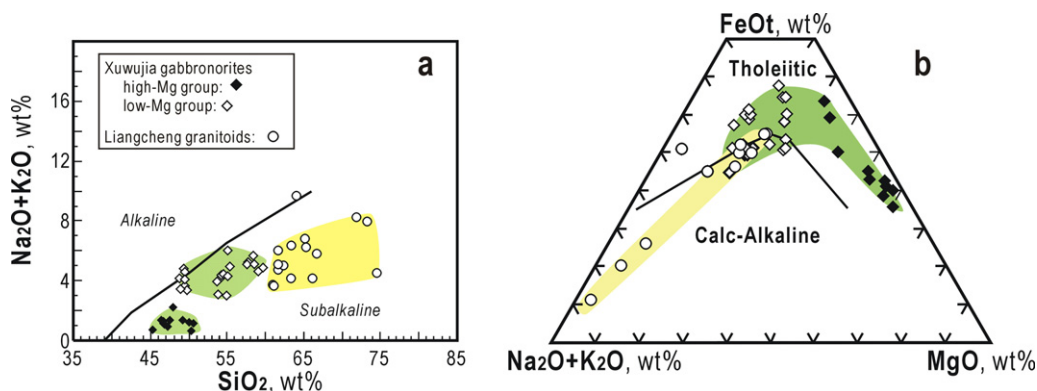 a
Xuwujia gabbronorites
high-Mg group:
low-Mg group:
Liangcheng granitoids:
Na2O+K2O, wt%
16
12
8
4
0
Alkaline
Subalkaline
35
45
55
65
75
85
SiO2, wt%
FeOt, wt%
b
Tholeiitic
Calc-Alkaline
Na2O+K2O, wt%
MgO, wt%